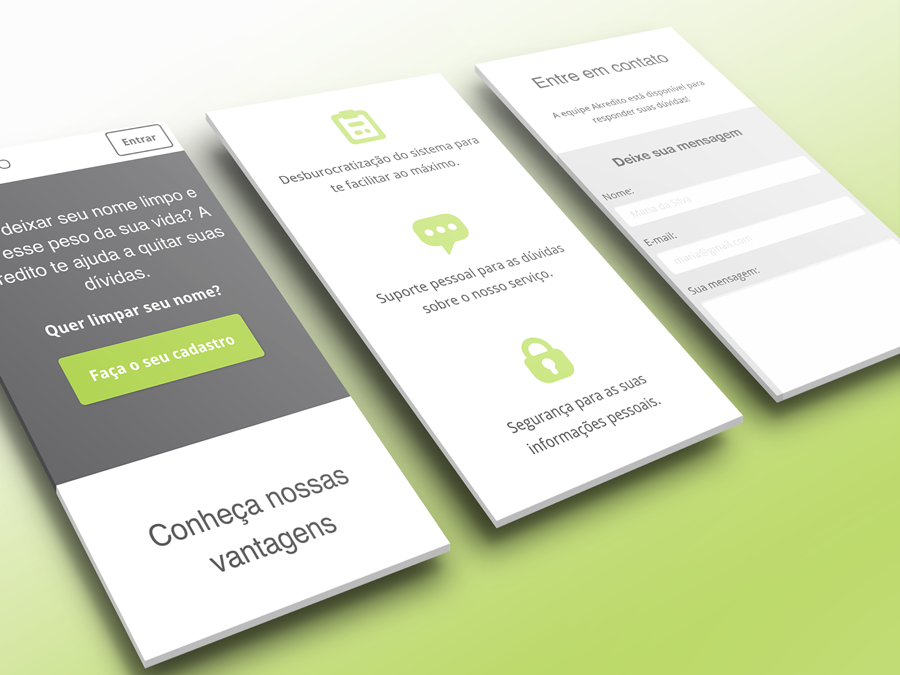 Entrar
deixar seu nome limpo e
esse peso da sua vida? A
redito te ajuda a quitar suas
dívidas.
Quer limpar seu nome?
Faça o seu cadastro
Conheça nossas
vantagens
Desburocratização do sistema para
te facilitar ao máximo.
Suporte pessoal para as dúvidas
sobre o nosso serviço.
Segurança para as suas
informações pessoais.
Entre em contato
A equipe Akredito está disponível para
responder suas dúvidas!
Deixe sua mensagem
Nome:
Maria da Silva
E-mail:
maria@gmail.com
Sua mensagem: